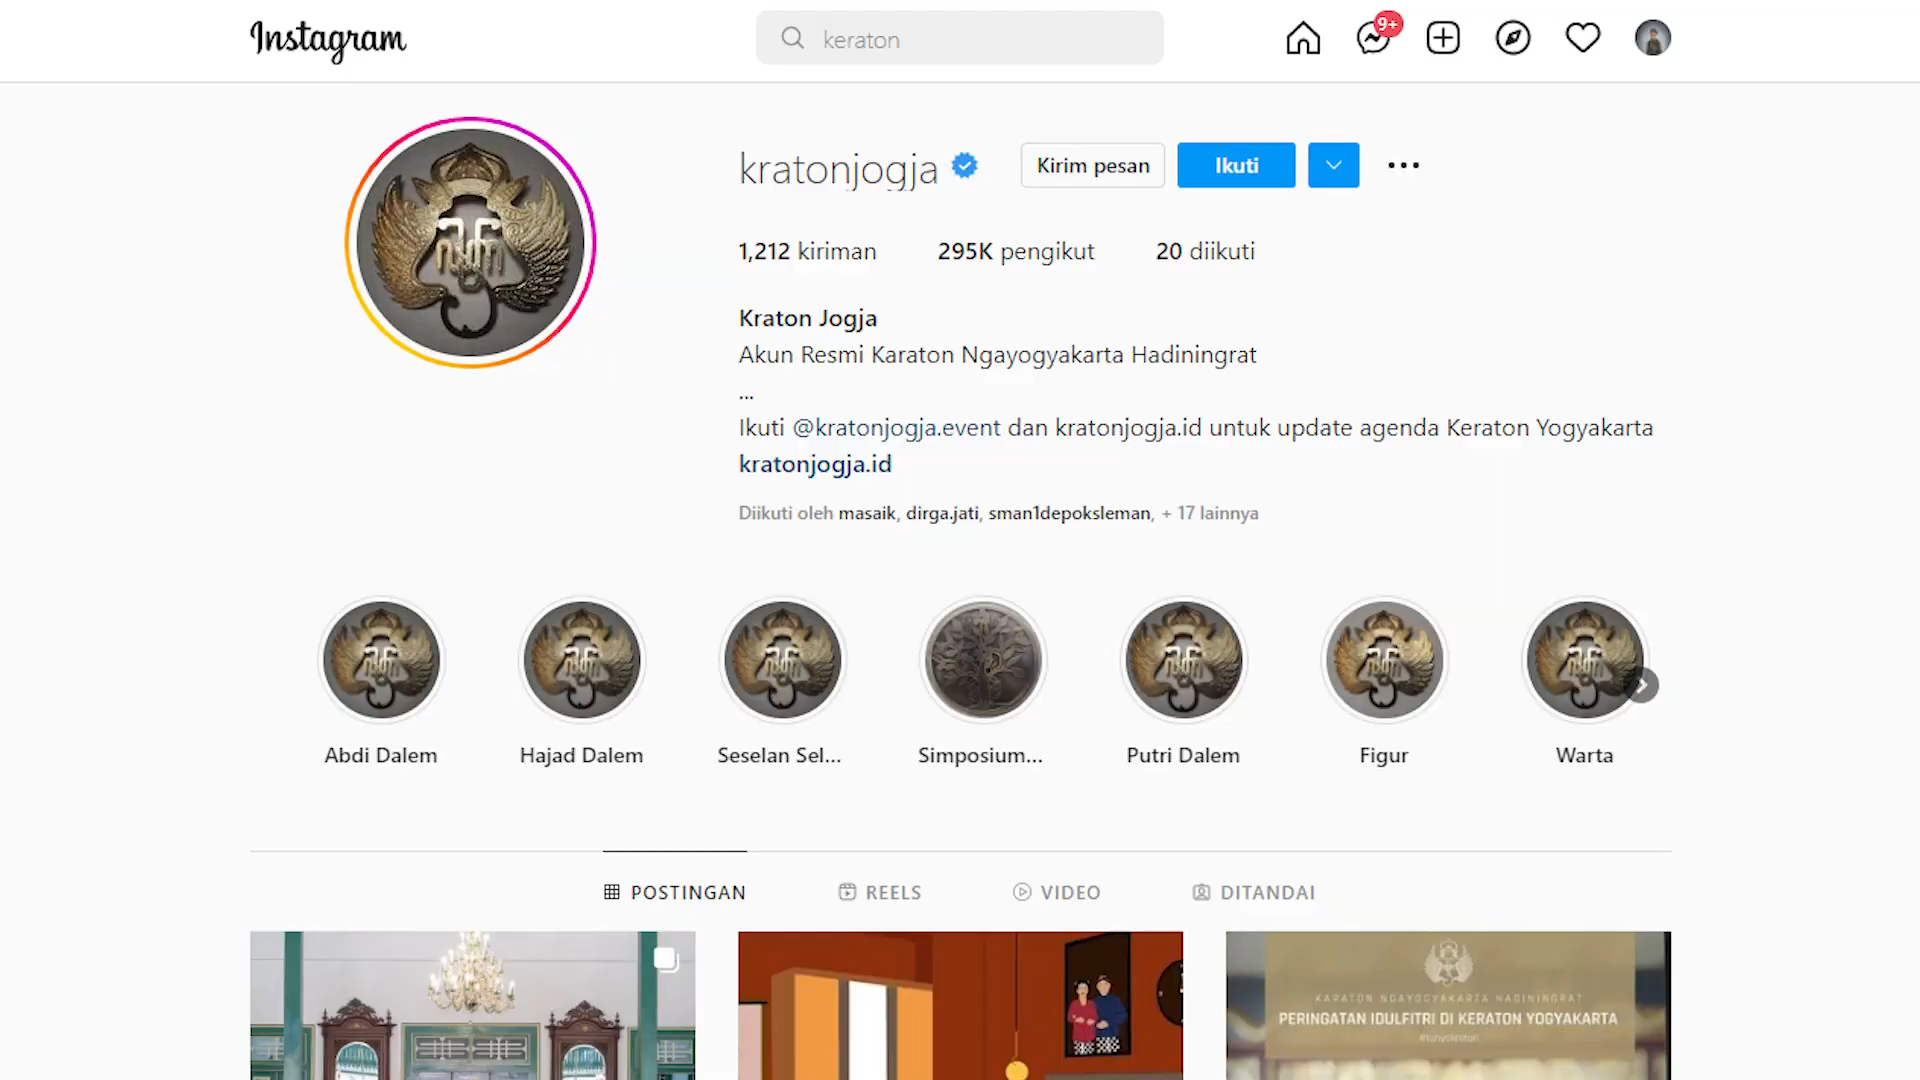 Instagram
keraton
9+
kratonjogja
Kirim pesan
Ikuti
1,212 kiriman 295K pengikut 20 diikuti
Kraton Jogja
Akun Resmi Karaton Ngayogyakarta Hadiningrat
...
Ikuti @kratonjogja.event dan kratonjogja.id untuk update agenda Keraton Yogyakarta
kratonjogja.id
Diikuti oleh masaik, dirga.jati, sman1depoksleman, + 17 lainnya
Abdi Dalem
Hajad Dalem
Seselan Sel...
Simposium...
Putri Dalem
Figur
Warta
POSTINGAN
REELS
VIDEO
DITANDAI
KARATON NGAYOGYAKARTA HADININGRAT
PERINGATAN IDULFITRI DI KERATON YOGYAKARTA